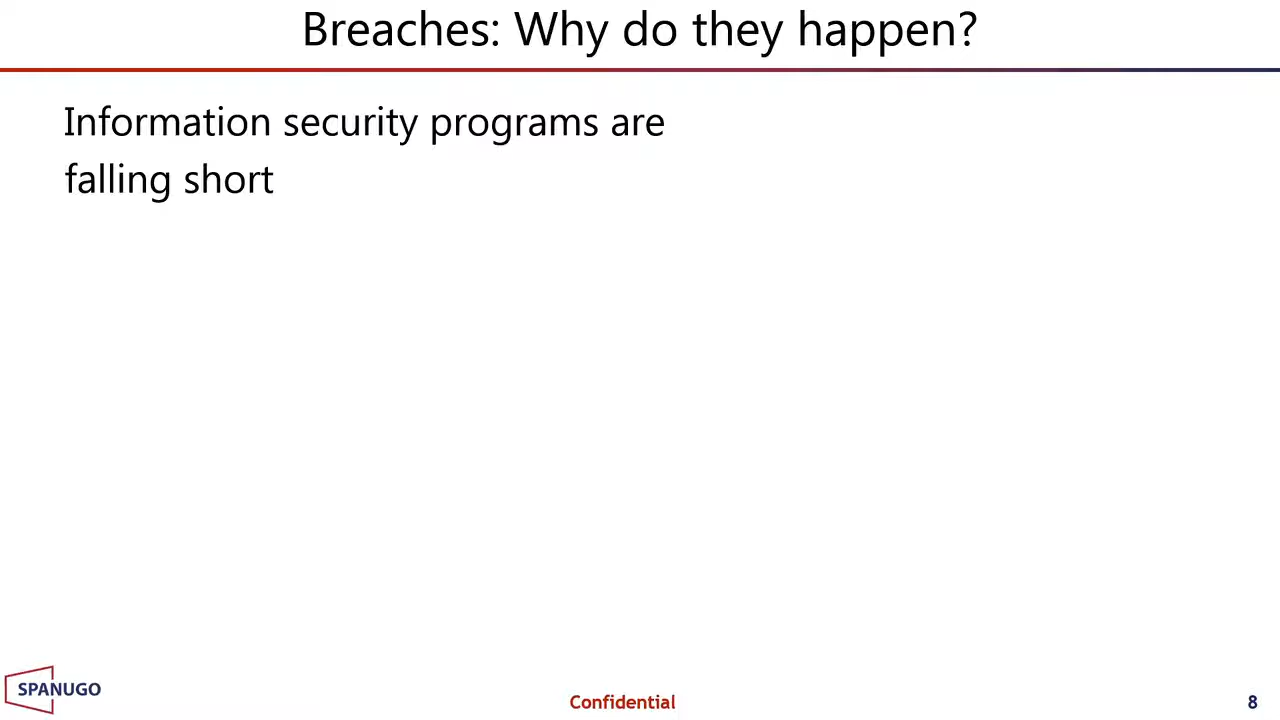 Breaches: Why do they happen?
Information security programs are
falling short
SPANUGO
Confidential
8